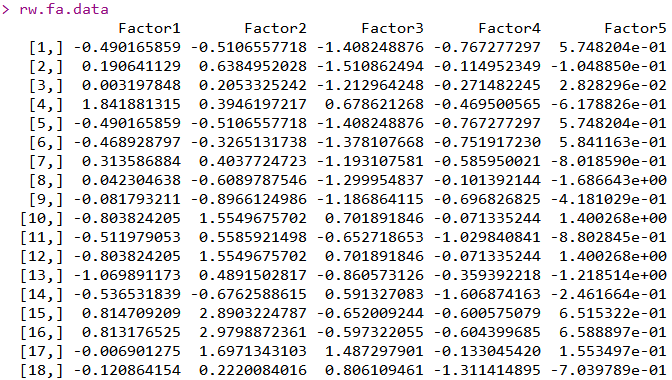 > rw.fa.data
Factor1 Factor2 Factor3 Factor4 Factor5
[1,] -0.490165859 -0.5106557718 -1.408248876 -0.767277297 5.748204e-01
[2,] 0.190641129 0.6384952028 -1.510862494 -0.114952349 -1.048850e-01
[3,] 0.003197848 0.2053325242 -1.212964248 -0.271482245 2.828296e-02
[4,] 1.841881315 0.3946197217 0.678621268 -0.469500565 -6.178826e-01
[5,] -0.490165859 -0.5106557718 -1.408248876 -0.767277297 5.748204e-01
[6,] -0.468928797 -0.3265131738 -1.378107668 -0.751917230 5.841163e-01
[7,] 0.313586884 0.4037724723 -1.193107581 -0.585950021 -8.018590e-01
[8,] 0.042304638 -0.6089787546 -1.299954837 -0.101392144 -1.686643e+00
[9,] -0.081793211 -0.8966124986 -1.186864115 -0.696826825 -4.181029e-01
[10,] -0.803824205 1.5549675702 0.701891846 -0.071335244 1.400268e+00
[11,] -0.511979053 0.5585921498 -0.652718653 -1.029840841 -8.802845e-01
[12,] -0.803824205 1.5549675702 0.701891846 -0.071335244 1.400268e+00
[13,] -1.069891173 0.4891502817 -0.860573126 -0.359392218 -1.218514e+00
[14,] -0.536531839 -0.6762588615 0.591327083 -1.606874163 -2.461664e-01
[15,] 0.814709209 2.8903224787 -0.652009244 -0.600575079 6.515322e-01
[16,] 0.813176525 2.9798872361 -0.597322055 -0.604399685 6.588897e-01
[17,] -0.006901275 1.6971343103 1.487297901 -0.133045420 1.553497e-01
[18,] -0.120864154 0.2220084016 0.806109461 -1.311414895 -7.039789e-01